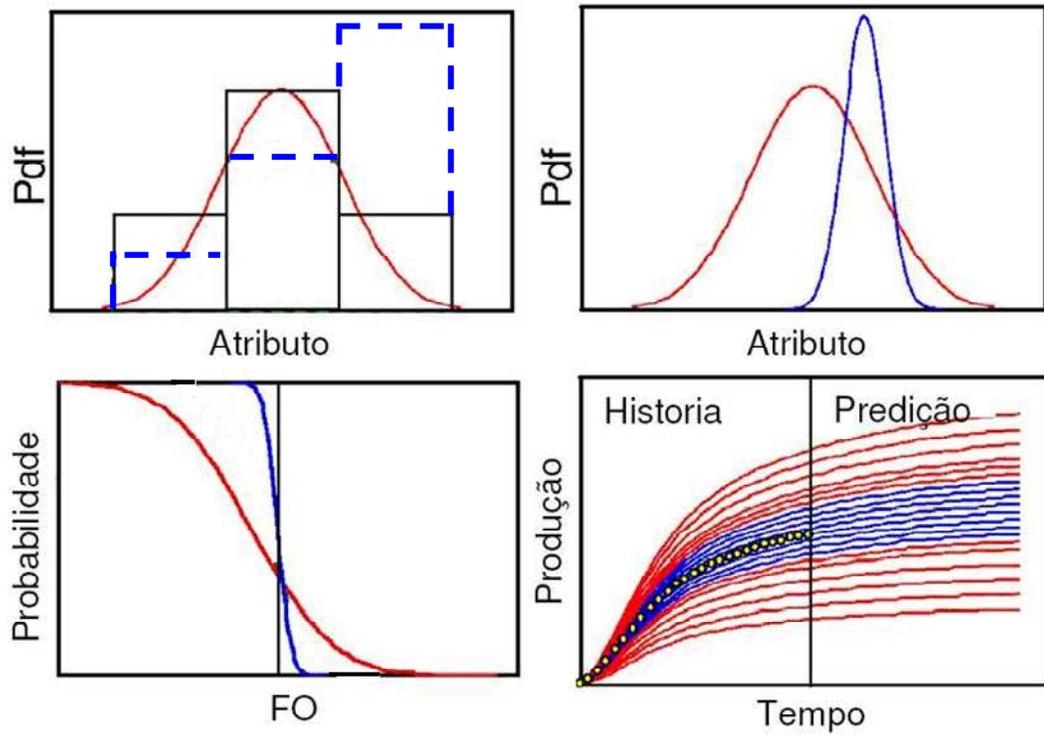 Pdf
Atributo
Pdf
Atributo
Probabilidade
FO
Historia
Predição
Produção
Tempo